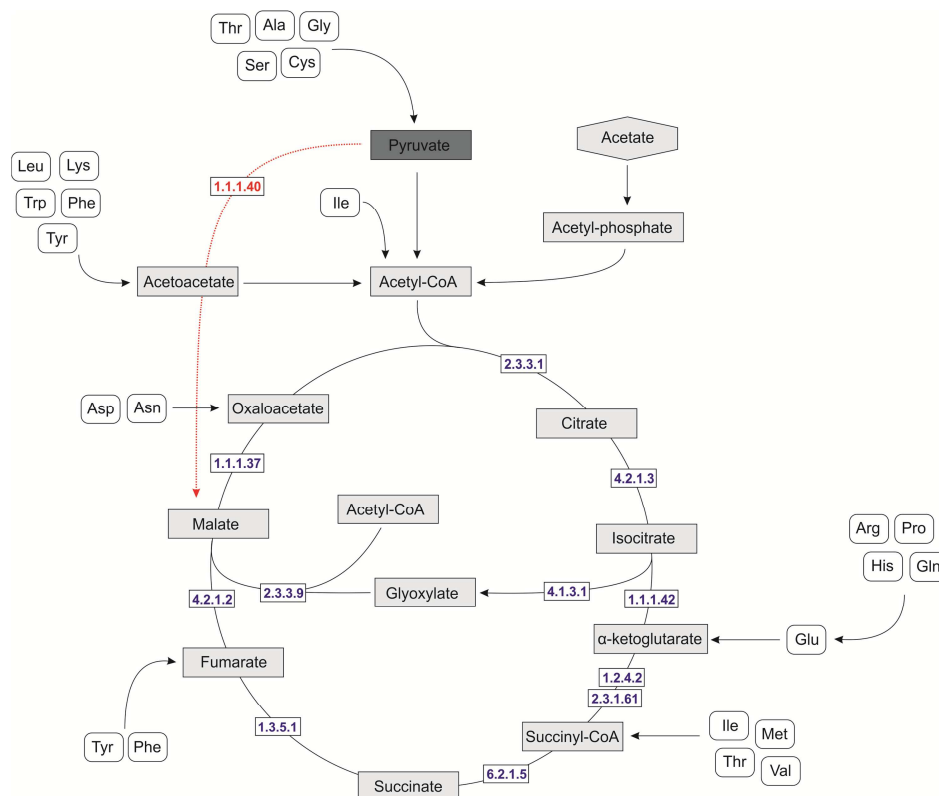 Thr Ala Gly
Ser Cys
Pyruvate
Acetate
Leu Lys
1.1.1.40
Trp Phe
Ile
Tyr
Acetyl-phosphate
Acetoacetate
Acetyl-CoA
2.3.3.1
Asp Asn
Oxaloacetate
Citrate
1.1.1.37
4.2.1.3
Acetyl-CoA
Malate
Isocitrate
Arg Pro
His Gln
4.2.1.2
2.3.3.9
Glyoxylate
4.1.3.1
1.1.1.42
α-ketoglutarate
Glu
Fumarate
1.2.4.2
2.3.1.61
1.3.5.1
Tyr Phe
Succinyl-CoA
Ile
Met
Thr
Val
6.2.1.5
Succinate